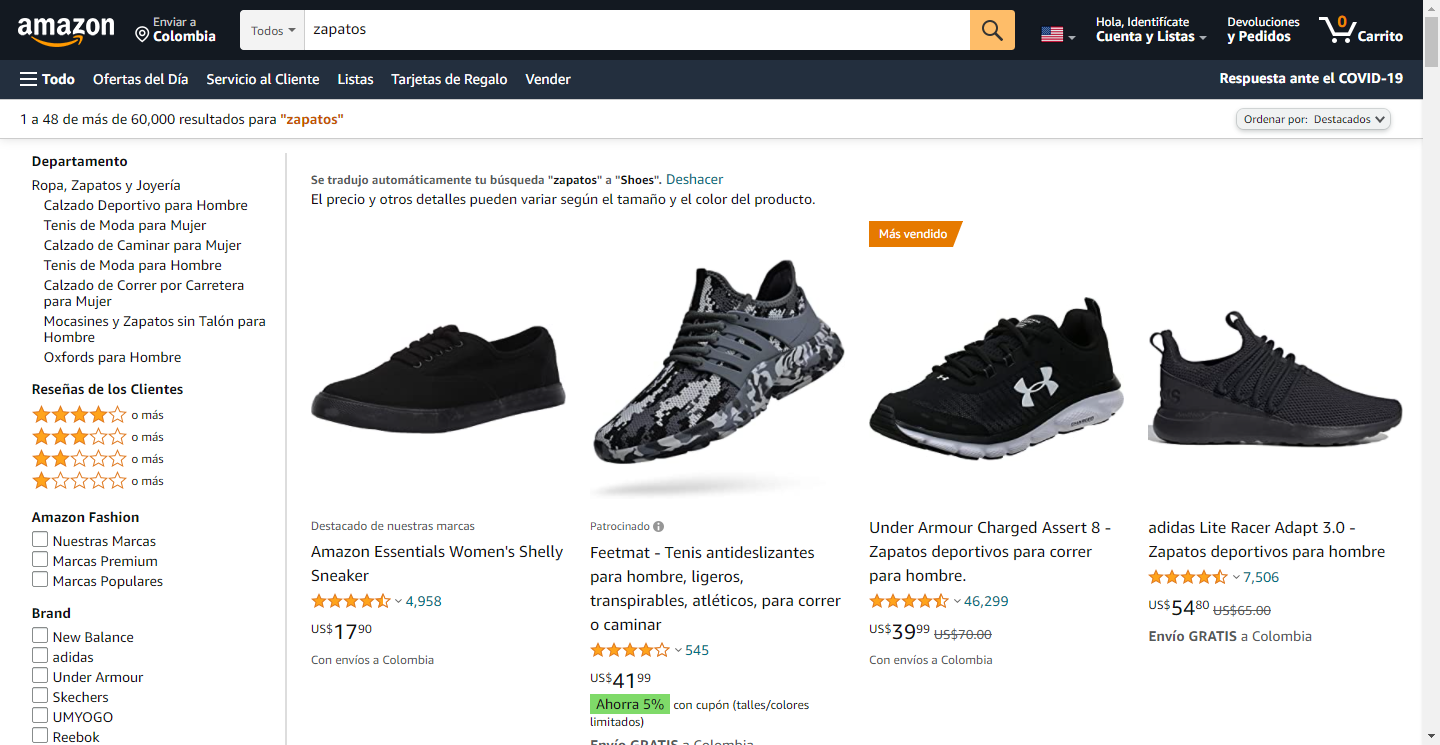 amazon
Enviar a
Colombia
Todos
zapatos
Hola, Identifícate
Cuenta y Listas
Devoluciones
y Pedidos
0
Carrito
Todo
Ofertas del Día
Servicio al Cliente
Listas
Tarjetas de Regalo
Vender
Respuesta ante el COVID-19
1 a 48 de más de 60,000 resultados para "zapatos"
Ordenar por: Destacados
Departamento
Ropa, Zapatos y Joyería
Calzado Deportivo para Hombre
Tenis de Moda para Mujer
Calzado de Caminar para Mujer
Tenis de Moda para Hombre
Calzado de Correr por Carretera
para Mujer
Mocasines y Zapatos sin Talón para
Hombre
Oxfords para Hombre
Reseñas de los Clientes
o más
o más
o más
o más
Amazon Fashion
Nuestras Marcas
Marcas Premium
Marcas Populares
Brand
New Balance
adidas
Under Armour
Skechers
UMYOGO
Reebok
Se tradujo automáticamente tu búsqueda "zapatos" a "Shoes". Deshacer
El precio y otros detalles pueden variar según el tamaño y el color del producto.
Destacado de nuestras marcas
Amazon Essentials Women's Shelly
Sneaker
4,958
US$1790
Con envíos a Colombia
Patrocinado
Feetmat - Tenis antideslizantes
para hombre, ligeros,
transpirables, atléticos, para correr
o caminar
545
US$4199
Ahorra 5% con cupón (talles/colores
limitados)
Envío GRATIS a Colombia
Más vendido
Under Armour Charged Assert 8 -
Zapatos deportivos para correr
para hombre.
46,299
US$3999 US$70.00
Con envíos a Colombia
adidas Lite Racer Adapt 3.0 -
Zapatos deportivos para hombre
7,506
US$5480 US$65.00
Envío GRATIS a Colombia